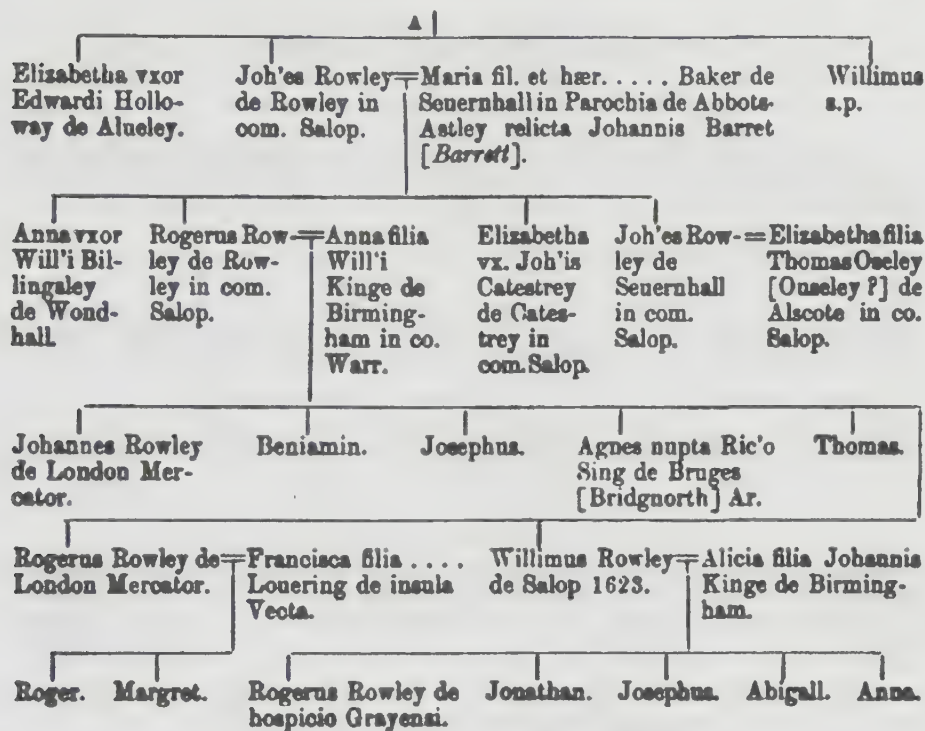 A
Elizabetha vxor
Edwardi Hollo-
way de Alueley.
Joh'es Rowley
de Rowley in
com. Salop.
Maria fil. et hær. . . . . . Baker de
Seuernhall in Parochia de Abbots-
Astley relicta Johannis Barret
[Barrett].
Willimus
s.p.
Anna vxor
Will'i Bil-
lingsley
de Wond-
hall.
Rogerus Row-
ley de Row-
ley in com.
Salop.
Anna filia
Will'i
Kinge de
Birming-
ham in co.
Warr.
Elizabetha
vx. Joh'is
Catestrey
de Cates-
trey in
com. Salop.
Joh'es Row-
ley de
Seuernhall
in com.
Salop.
Elizabetha filia
Thomas Oseley
[Ouseley ?] de
Alscote in co.
Salop.
Johannes Rowley
de London Mer-
cator.
Beniamin.
Josephus.
Agnes nupta Ric'o
Sing de Bruges
[Bridgnorth] Ar.
Thomas.
Rogerus Rowley de
London Mercator.
Francisca filia . . . .
Louering de insula
Vecta.
Willimus Rowley
de Salop 1623.
Alicia filia Johannis
Kinge de Birming-
ham.
Roger.
Margret.
Rogerus Rowley de
hospicio Grayensi.
Jonathan.
Josephus.
Abigall.
Anna.